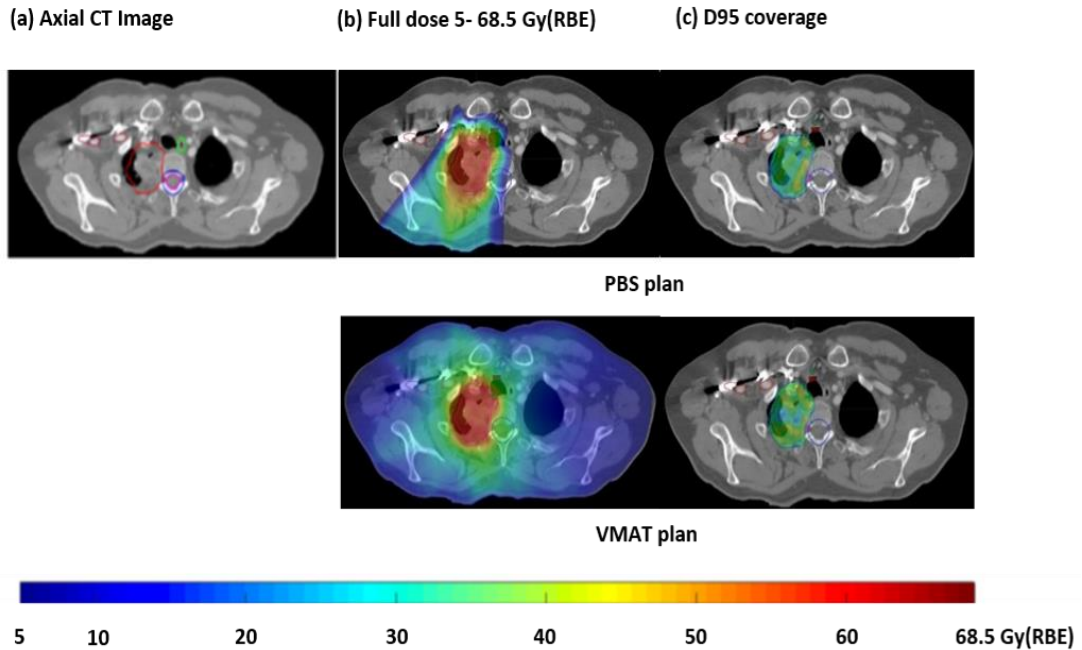 (a) Axial CT Image (b) Full dose 5- 68.5 Gy(RBE) (c) D95 coverage
PBS plan
VMAT plan
5 10 20 30 40 50 60 68.5 Gy(RBE)